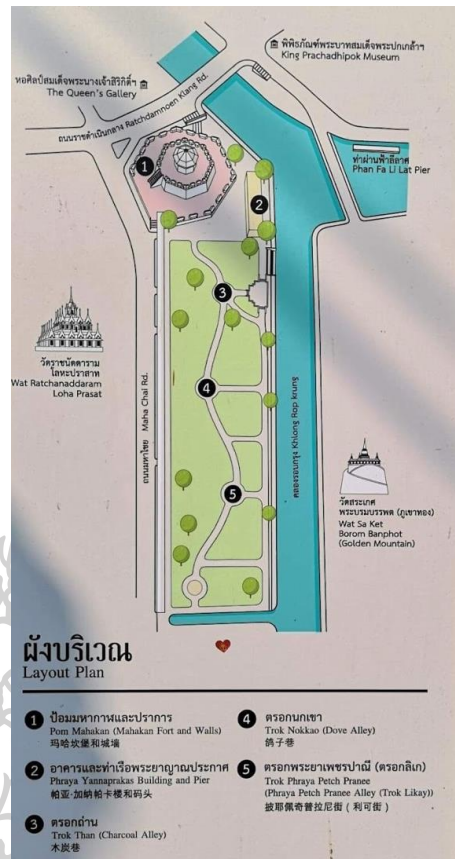 พิพิธภัณฑ์พระบาทสมเด็จพระปกเกล้าฯ
King Prachadhipok Museum
หอศิลป์สมเด็จพระนางเจ้าสิริกิติ์ฯ
The Queen's Gallery
ถนนราชดำเนินกลาง Ratchdamnoen Klang Rd.
ท่าผ่านฟ้าลีลาศ
Phan Fa Li Lat Pier
1
2
3
4
5
วัดราชนัดดาราม
โลหะปราสาท
Wat Ratchanaddaram
Loha Prasat
ถนนมหาไชย Maha Chai Rd.
คลองรอบกรุง Khlong Rop krung
วัดสระเกศ
พระบรมบรรพต (ภูเขาทอง)
Wat Sa Ket
Borom Banphot
(Golden Mountain)
ผังบริเวณ
Layout Plan
1 ป้อมมหากาฬและปราการ
Pom Mahakan (Mahakan Fort and Walls)
玛哈坎堡和城墙
2 อาคารและท่าเรือพระยาญาณประกาศ
Phraya Yannaprakas Building and Pier
帕亚·加纳帕卡楼和码头
3 ตรอกถ่าน
Trok Than (Charcoal Alley)
木炭巷
4 ตรอกนกเขา
Trok Nokkao (Dove Alley)
鸽子巷
5 ตรอกพระยาเพชรปาณี (ตรอกลิเก)
Trok Phraya Petch Pranee
(Phraya Petch Pranee Alley (Trok Likay))
披耶佩奇普拉尼街（利可街）